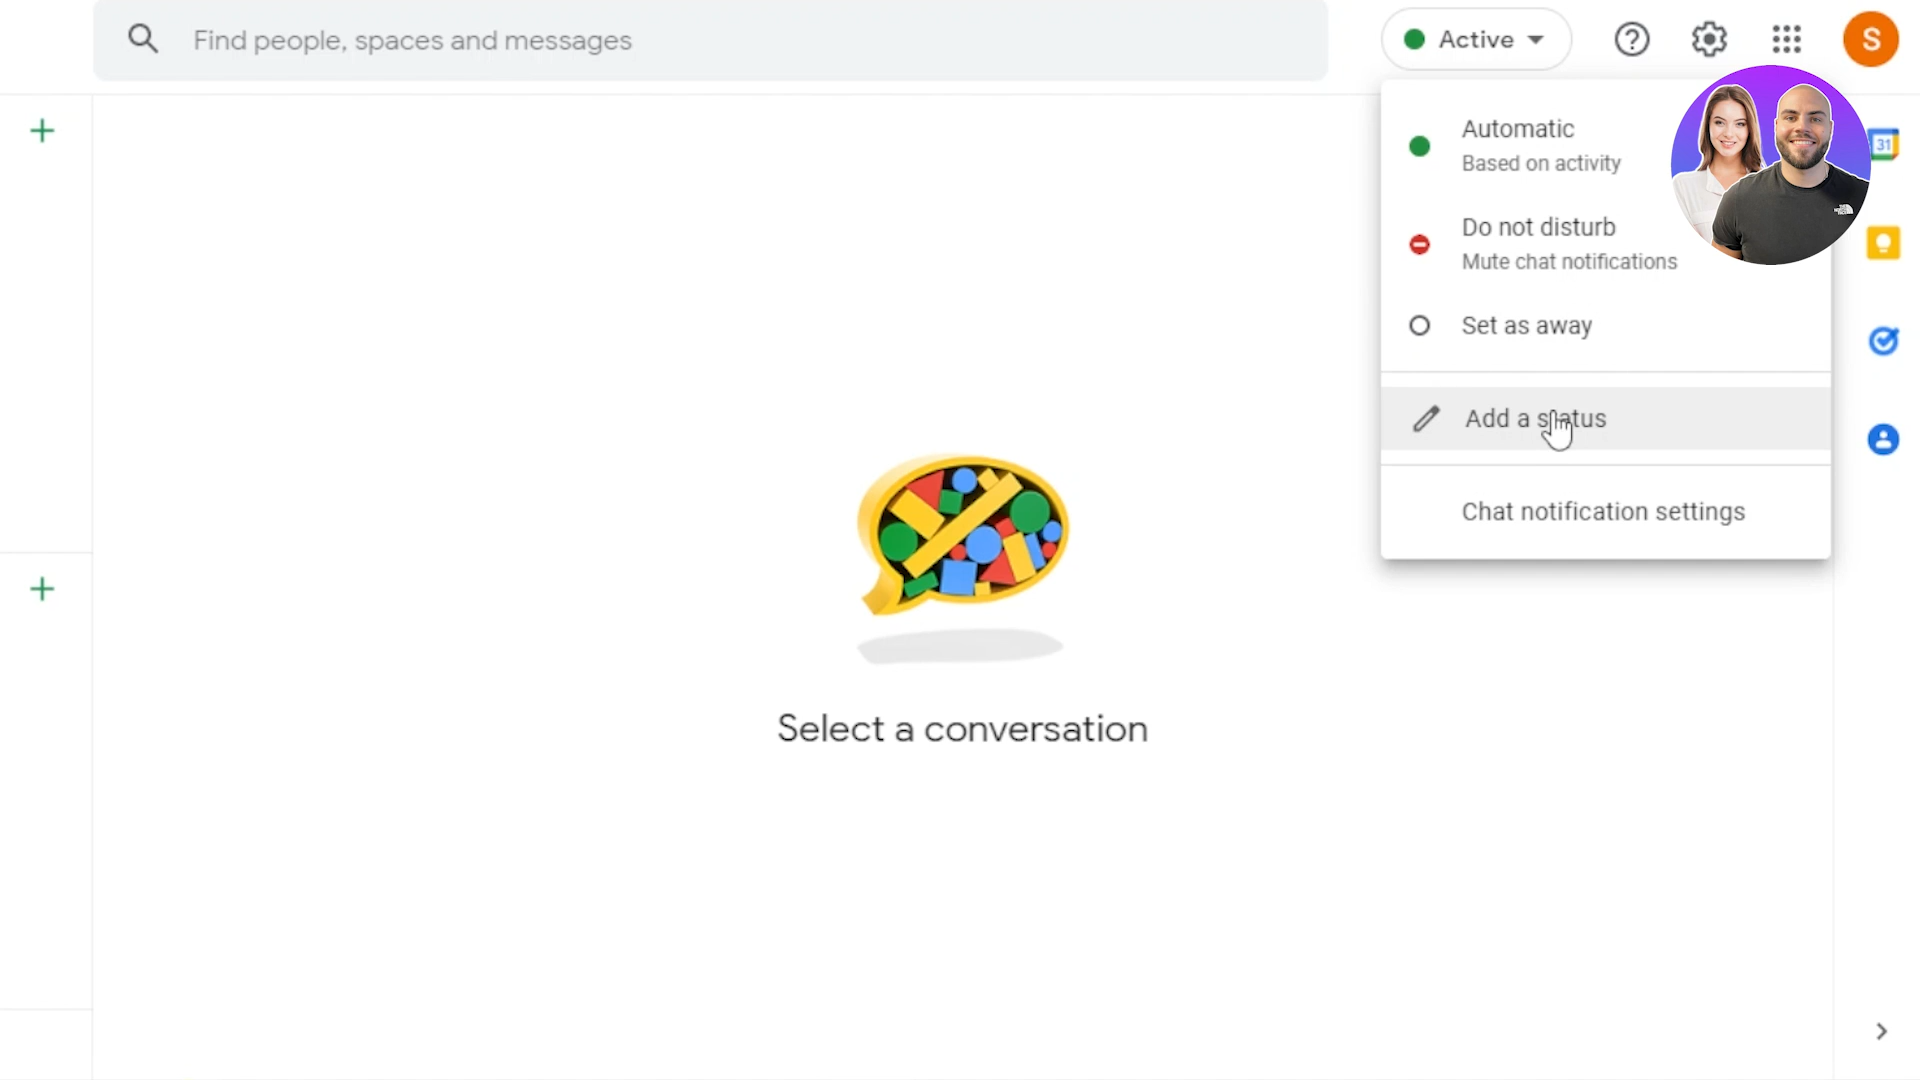 Find people, spaces and messages
Active
S
Automatic
Based on activity
31
Do not disturb
Mute chat notifications
Set as away
Add a status
Chat notification settings
Select a conversation